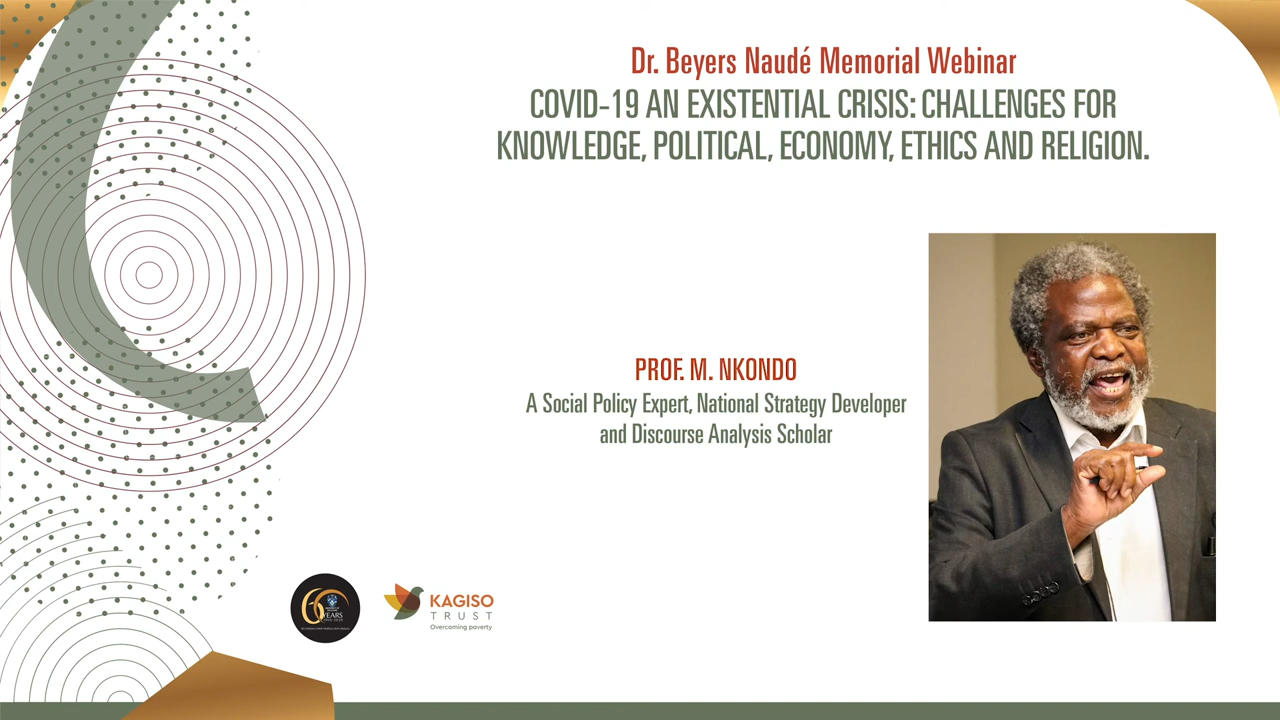 Dr. Beyers Naudé Memorial Webinar
COVID-19 AN EXISTENTIAL CRISIS: CHALLENGES FOR
KNOWLEDGE, POLITICAL, ECONOMY, ETHICS AND RELIGION.
PROF. M. NKONDO
A Social Policy Expert, National Strategy Developer
and Discourse Analysis Scholar
YEARS
KAGISO
TRUST
Overcoming poverty